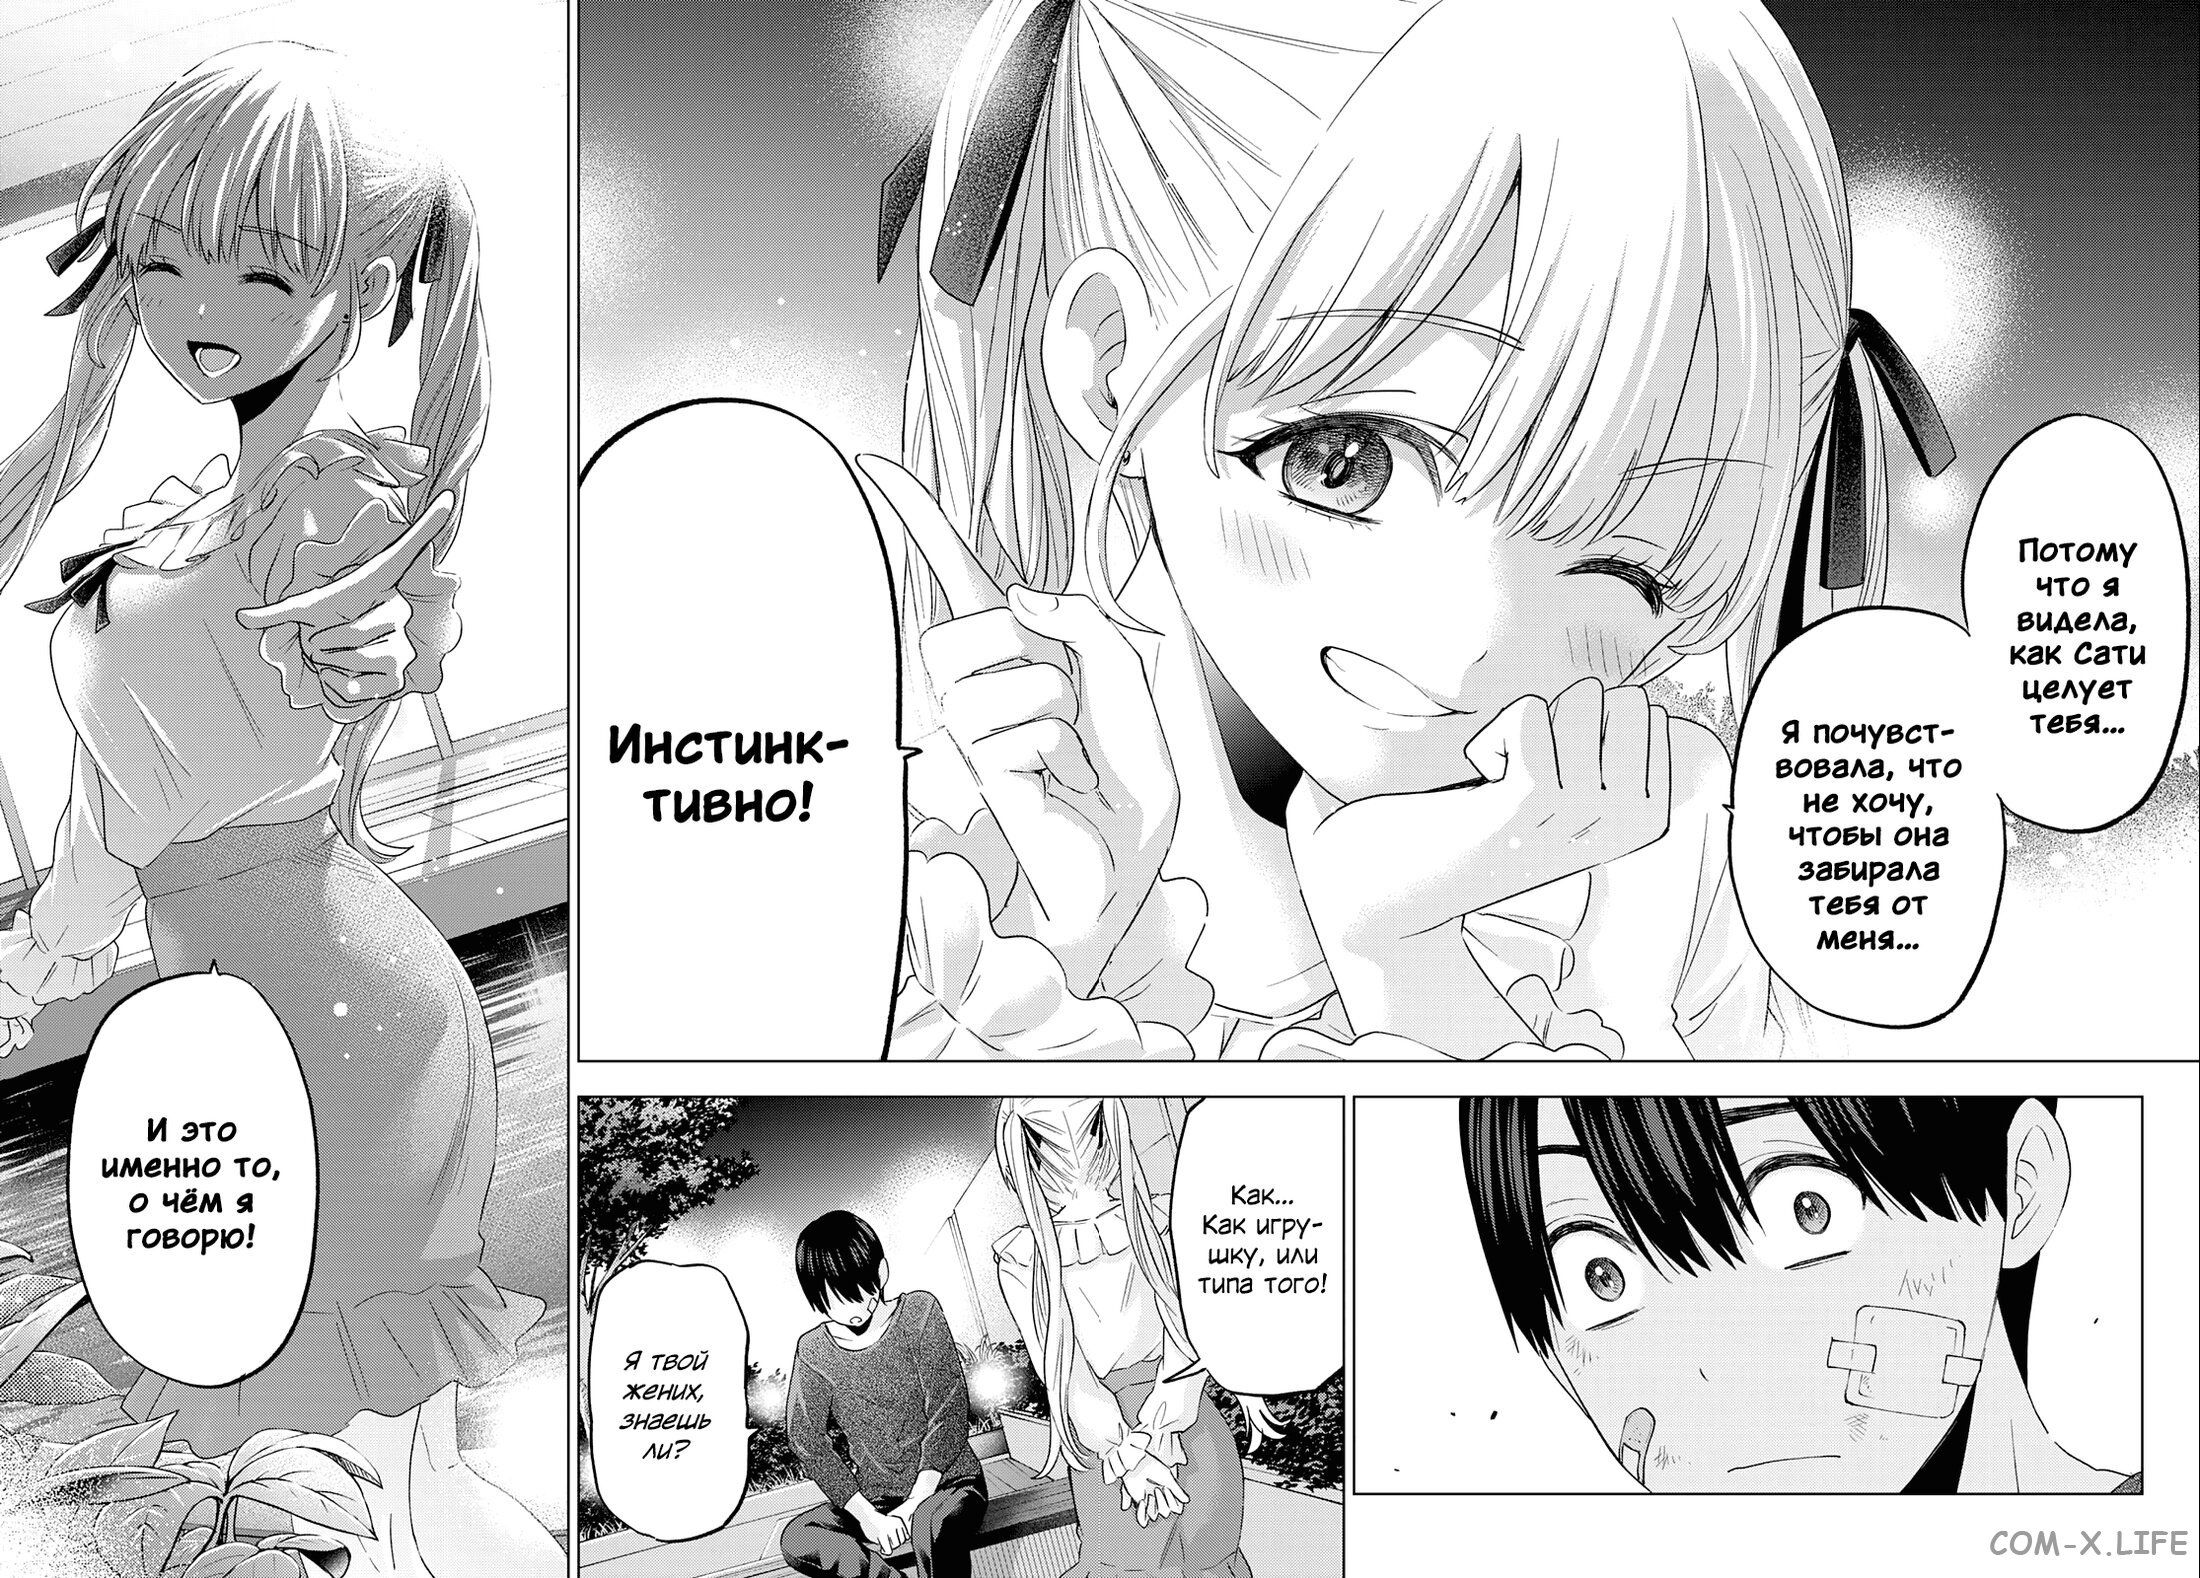 Потому
что я
видела,
как Сати
целует
тебя...
Я почувст-
вовала, что
не хочу,
чтобы она
забирала
тебя от
меня...
Инстинк-
тивно!
Как...
Как игру-
шку, или
типа того!
Я твой
жених,
знаешь
ли?
И это
именно то,
о чём я
говорю!
COM-X.LIFE